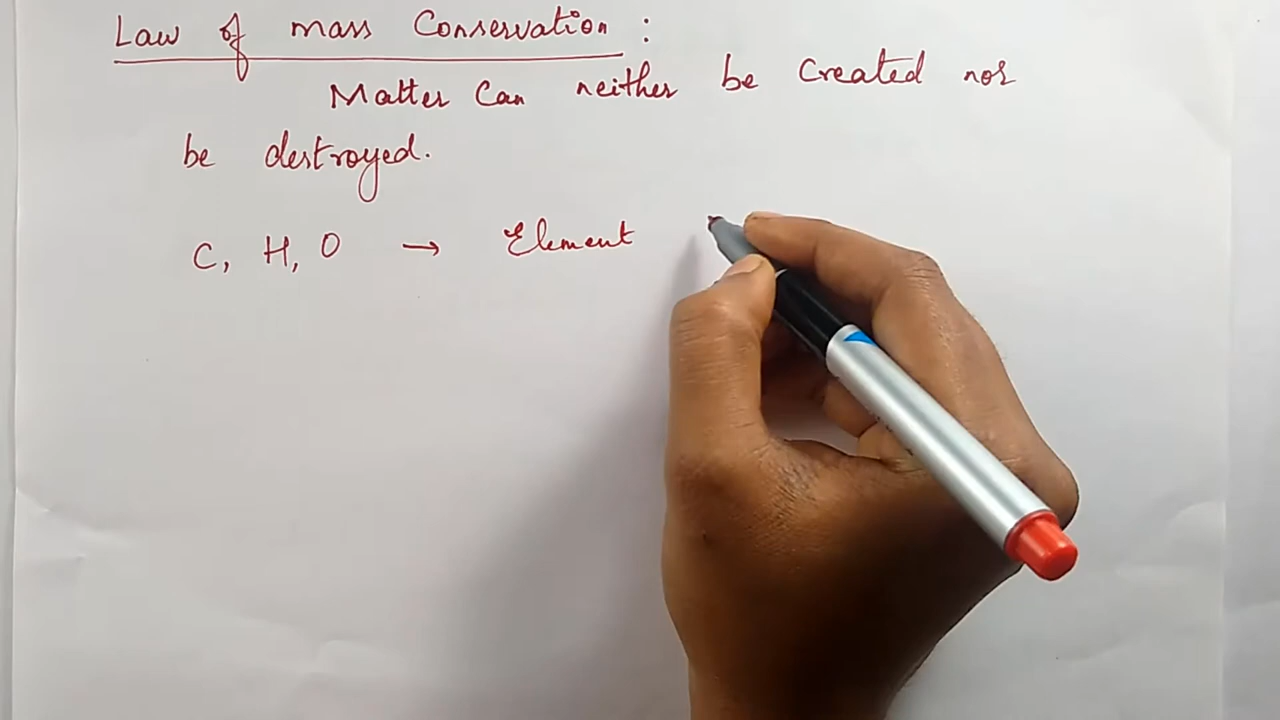 Law of mass Conservation :
Matter Can neither be Created nor
be destroyed.
C, H, O → Element